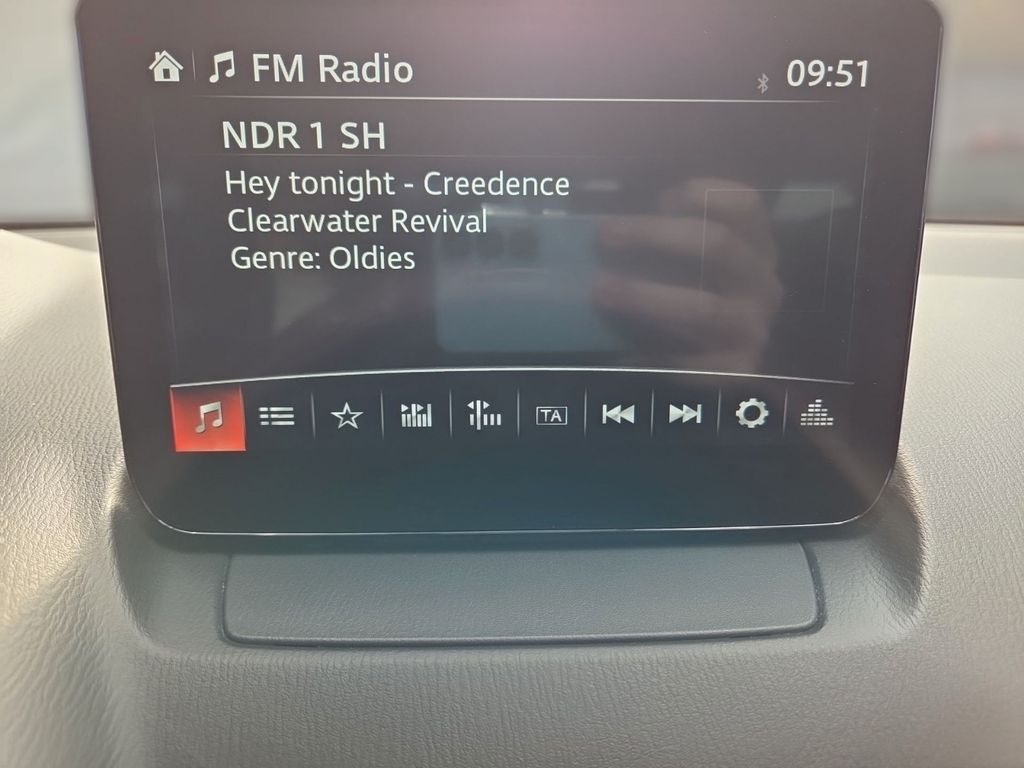 FM Radio
09:51
NDR 1 SH
Hey tonight - Creedence
Clearwater Revival
Genre: Oldies
TA